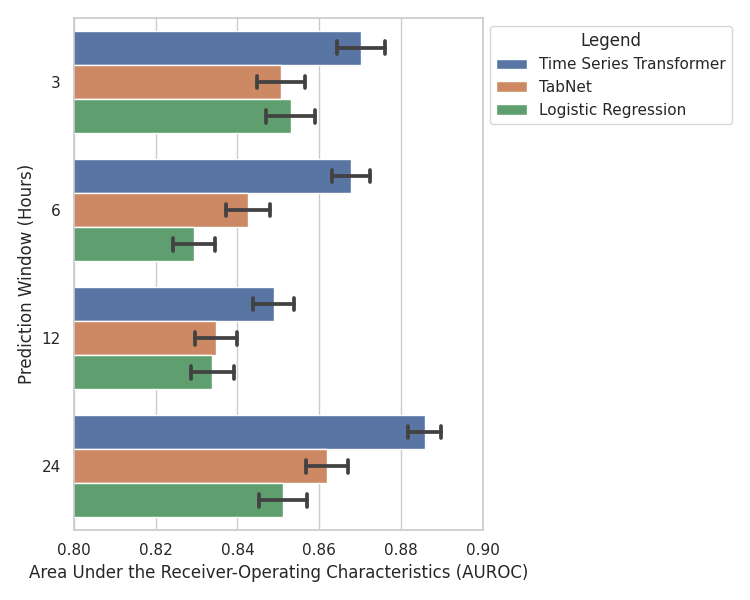 Legend
Time Series Transformer
TabNet
Logistic Regression
Prediction Window (Hours)
3
6
12
24
0.80 0.82 0.84 0.86 0.88 0.90
Area Under the Receiver-Operating Characteristics (AUROC)